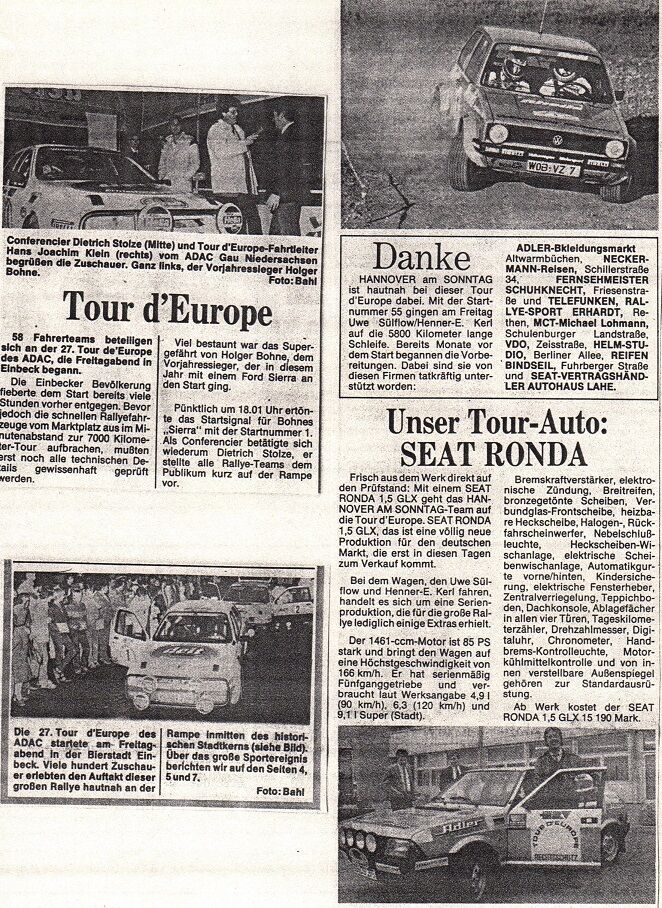 Conferencier Dietrich Stolze (Mitte) und Tour d'Europe-Fahrtleiter
Hans Joachim Klein (rechts) vom ADAC Gau Niedersachsen
begrüßen die Zuschauer. Ganz links, der Vorjahressieger Holger
Bohne.
Foto: Bahl
Tour d'Europe
58 Fahrerteams beteiligen
sich an der 27. Tour de'Europe
des ADAC, die Freitagabend in
Einbeck begann.
Die Einbecker Bevölkerung
fieberte dem Start bereits viele
Stunden vorher entgegen. Bevor
jedoch die schnellen Rallyefahr-
zeuge vom Marktplatz aus im Mi-
nutenabstand zur 7000 Kilome-
ter-Tour aufbrachen, mußten
erst noch alle technischen De-
tails gewissenhaft geprüft
werden.
Viel bestaunt war das Super-
gefährt von Holger Bohne, dem
Vorjahressieger, der in diesem
Jahr mit einem Ford Sierra an
den Start ging.
Pünktlich um 18.01 Uhr ertön-
te das Startsignal für Bohnes
„Sierra" mit der Startnummer 1.
Als Conferencier betätigte sich
wiederum Dietrich Stolze, er
stellte alle Rallye-Teams dem
Publikum kurz auf der Rampe
vor.
Die 27. Tour d'Europe des
ADAC startete am Freitag-
abend in der Bierstadt Ein-
beck. Viele hundert Zuschau-
er erlebten den Auftakt dieser
großen Rallye hautnah an der
Rampe inmitten des histori-
schen Stadtkerns (siehe Bild).
Über das große Sportereignis
berichten wir auf den Seiten 4,
5 und 7.
Foto: Bahl
WOB-VZ 7
Danke
HANNOVER am SONNTAG
ist hautnah bei dieser Tour
d'Europe dabei. Mit der Start-
nummer 55 gingen am Freitag
Uwe Sülflow/Henner-E. Kerl
auf die 5800 Kilometer lange
Schleife. Bereits Monate vor
dem Start begannen die Vorbe-
reitungen. Dabei sind sie von
diesen Firmen tatkräftig unter-
stützt worden:
ADLER-Bkleidungsmarkt
Altwarmbüchen, NECKER-
MANN-Reisen, Schillerstraße
34, FERNSEHMEISTER
SCHUHKNECHT, Friesenstra-
ße und TELEFUNKEN, RAL-
LYE-SPORT ERHARDT, Re-
then, MCT-Michael Lohmann,
Schulenburger Landstraße,
VDO, Zeisstraße, HELM-STU-
DIO, Berliner Allee, REIFEN
BINDSEIL, Fuhrberger Straße
und SEAT-VERTRAGSHÄND-
LER AUTOHAUS LAHE.
Unser Tour-Auto:
SEAT RONDA
Frisch aus dem Werk direkt auf
den Prüfstand: Mit einem SEAT
RONDA 1,5 GLX geht das HAN-
NOVER AM SONNTAG-Team auf
die Tour d'Europe. SEAT RONDA
1,5 GLX, das ist eine völlig neue
Produktion für den deutschen
Markt, die erst in diesen Tagen
zum Verkauf kommt.
Bei dem Wagen, den Uwe Sül-
flow und Henner-E. Kerl fahren,
handelt es sich um eine Serien-
produktion, die für die große Ral-
lye lediglich einige Extras erhielt.
Der 1461-ccm-Motor ist 85 PS
stark und bringt den Wagen auf
eine Höchstgeschwindigkeit von
166 km/h. Er hat serienmäßig
Fünfganggetriebe und ver-
braucht laut Werksangabe 4,9 l
(90 km/h), 6,3 (120 km/h) und
9,1 l Super (Stadt).
Bremskraftverstärker, elektro-
nische Zündung, Breitreifen,
bronzegetönte Scheiben, Ver-
bundglas-Frontscheibe, heizba-
re Heckscheibe, Halogen-, Rück-
fahrscheinwerfer, Nebelschluß-
leuchte, Heckscheiben-Wi-
schanlage, elektrische Schei-
benwischanlage, Automatikgur-
te vorne/hinten, Kindersiche-
rung, elektrische Fensterheber,
Zentralverriegelung, Teppichbo-
den, Dachkonsole, Ablagefächer
in allen vier Türen, Tageskilome-
terzähler, Drehzahlmesser, Digi-
taluhr, Chronometer, Hand-
brems-Kontrolleuchte, Motor-
kühlmittelkontrolle und von in-
nen verstellbare Außenspiegel
gehören zur Standardausrü-
stung.
Ab Werk kostet der SEAT
RONDA 1,5 GLX 15 190 Mark.
Adler
TOUR D'EUROPE
RECHTSSCHUTZ